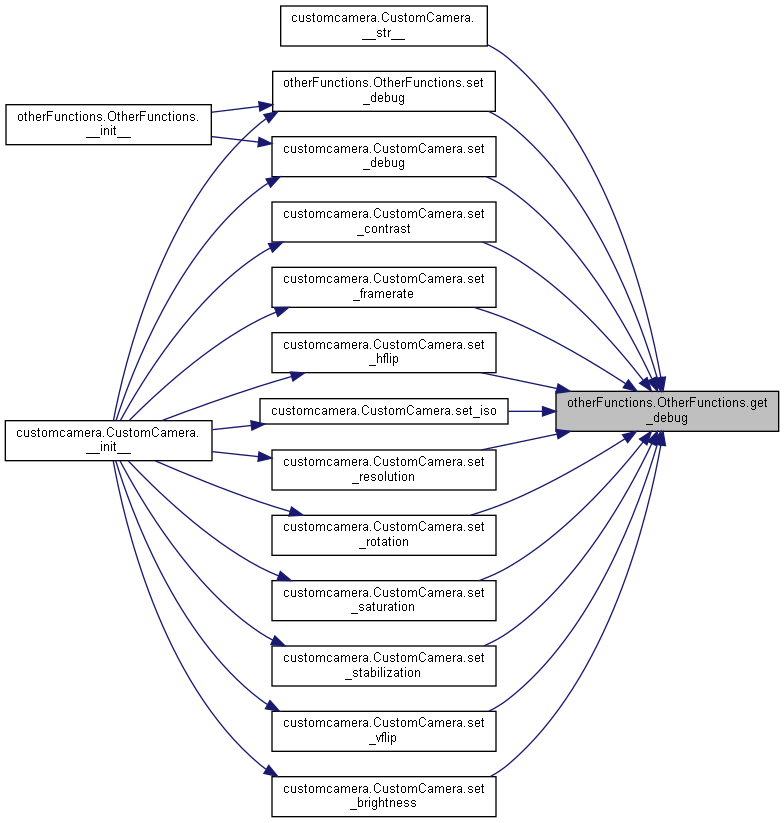 customcamera.CustomCamera.
__str__
otherFunctions.OtherFunctions.set
_debug
otherFunctions.OtherFunctions.
__init__
customcamera.CustomCamera.set
_debug
customcamera.CustomCamera.set
_contrast
customcamera.CustomCamera.set
_framerate
customcamera.CustomCamera.set
_hflip
otherFunctions.OtherFunctions.get
_debug
customcamera.CustomCamera.set_iso
customcamera.CustomCamera.
__init__
customcamera.CustomCamera.set
_resolution
customcamera.CustomCamera.set
_rotation
customcamera.CustomCamera.set
_saturation
customcamera.CustomCamera.set
_stabilization
customcamera.CustomCamera.set
_vflip
customcamera.CustomCamera.set
_brightness